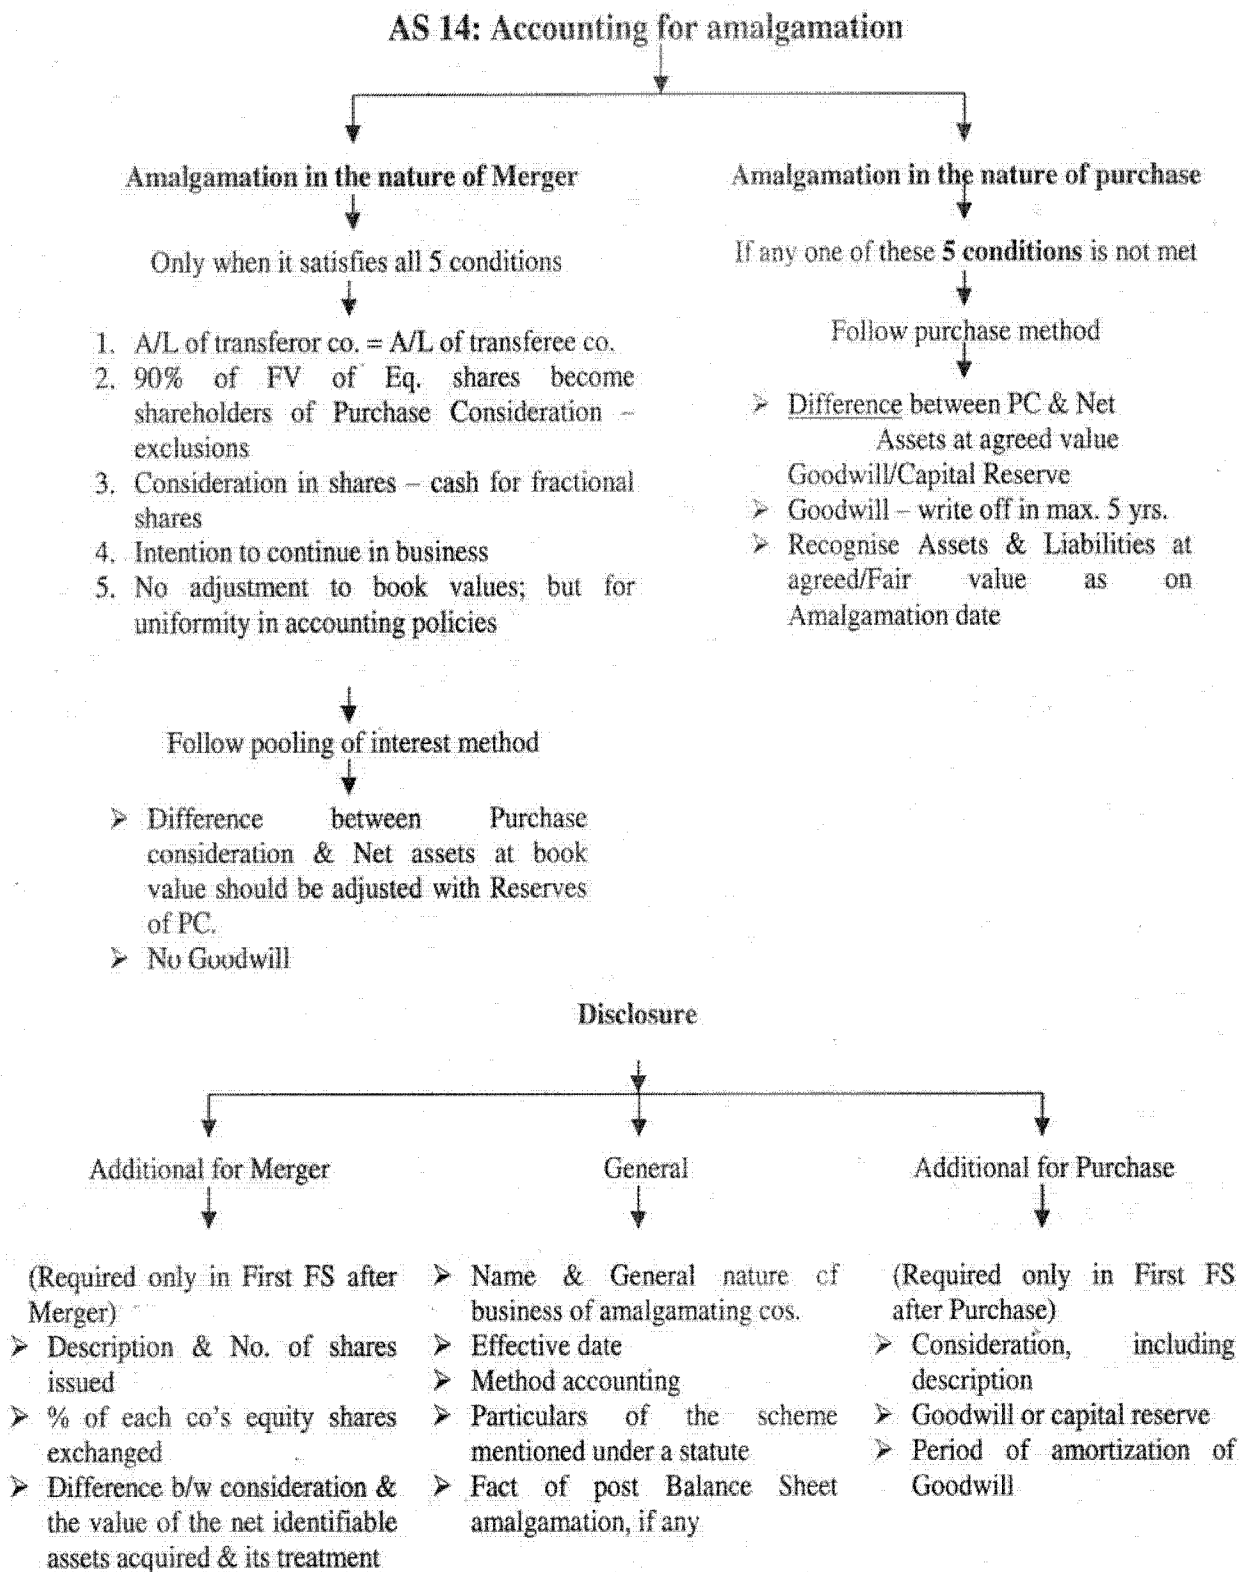 AS 14: Accounting for amalgamation
Amalgamation in the nature of Merger
Only when it satisfies all 5 conditions
1. A/L of transferor co. = A/L of transferee co.
2. 90% of FV of Eq. shares become
shareholders of Purchase Consideration –
exclusions
3. Consideration in shares – cash for fractional
shares
4. Intention to continue in business
5. No adjustment to book values; but for
uniformity in accounting policies
Follow pooling of interest method
➢ Difference between Purchase
consideration & Net assets at book
value should be adjusted with Reserves
of PC.
➢ No Goodwill
Amalgamation in the nature of purchase
If any one of these 5 conditions is not met
Follow purchase method
➢ Difference between PC & Net
Assets at agreed value
Goodwill/Capital Reserve
➢ Goodwill – write off in max. 5 yrs.
➢ Recognise Assets & Liabilities at
agreed/Fair value as on
Amalgamation date
Disclosure
Additional for Merger
(Required only in First FS after
Merger)
➢ Description & No. of shares
issued
➢ % of each co's equity shares
exchanged
➢ Difference b/w consideration &
the value of the net identifiable
assets acquired & its treatment
General
➢ Name & General nature of
business of amalgamating cos.
➢ Effective date
➢ Method accounting
➢ Particulars of the scheme
mentioned under a statute
➢ Fact of post Balance Sheet
amalgamation, if any
Additional for Purchase
(Required only in First FS
after Purchase)
➢ Consideration, including
description
➢ Goodwill or capital reserve
➢ Period of amortization of
Goodwill